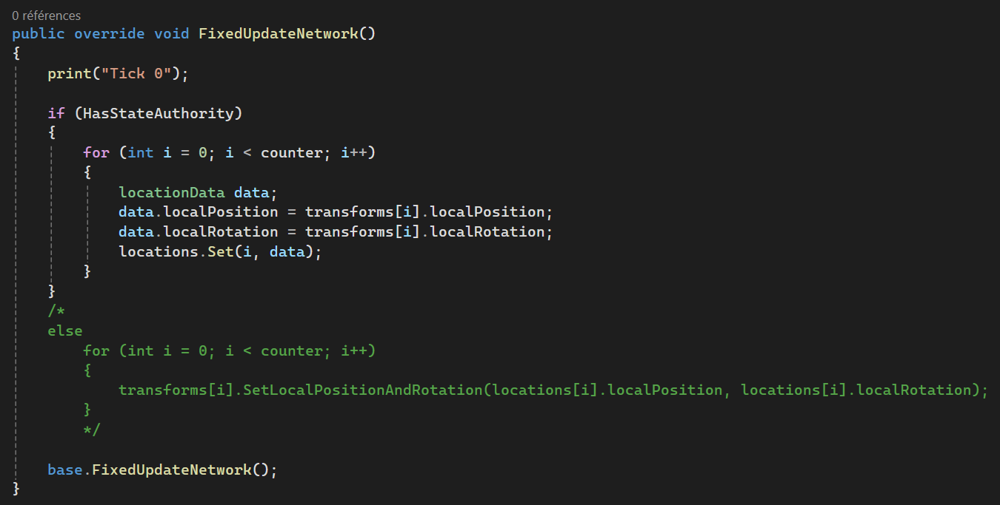 0 références
public override void FixedUpdateNetwork()
{
    print("Tick 0");

    if (HasStateAuthority)
    {
        for (int i = 0; i < counter; i++)
        {
            locationData data;
            data.localPosition = transforms[i].localPosition;
            data.localRotation = transforms[i].localRotation;
            locations.Set(i, data);
        }
    }
    /*
    else
        for (int i = 0; i < counter; i++)
        {
            transforms[i].SetLocalPositionAndRotation(locations[i].localPosition, locations[i].localRotation);
        }
        */

    base.FixedUpdateNetwork();
}